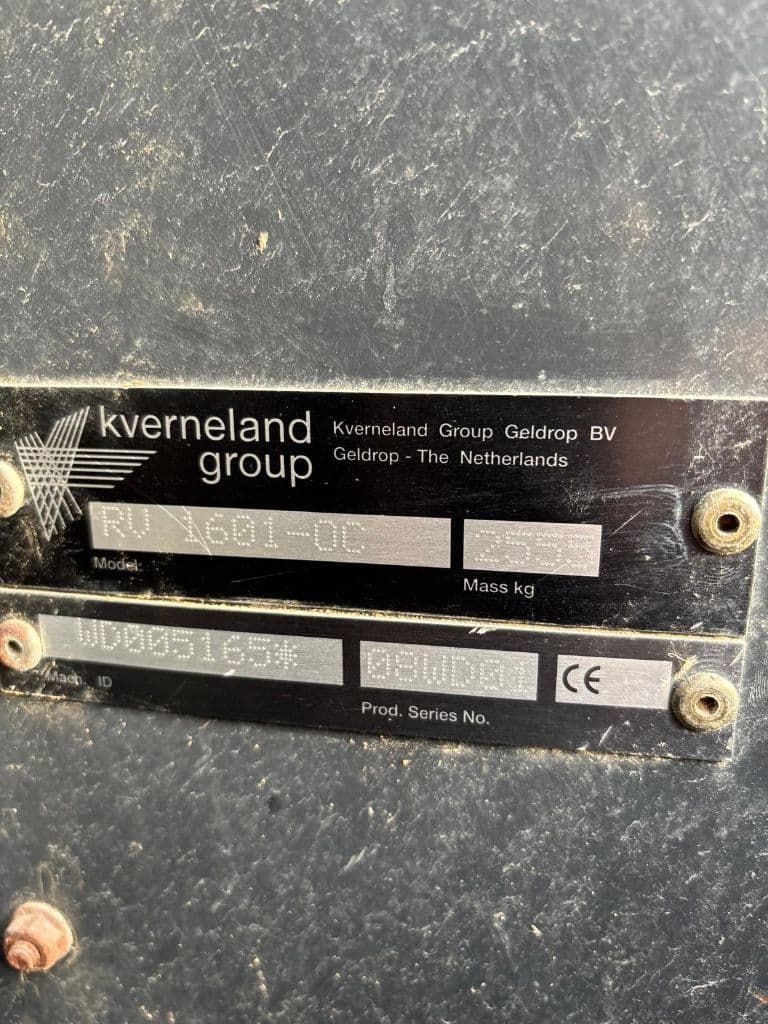 kverneland
group
Kverneland Group Geldrop BV
Geldrop - The Netherlands
RV 1601-OC
Model:
Mass kg
WD005165*
Mach. ID
08WD01
Prod. Series No.
CE